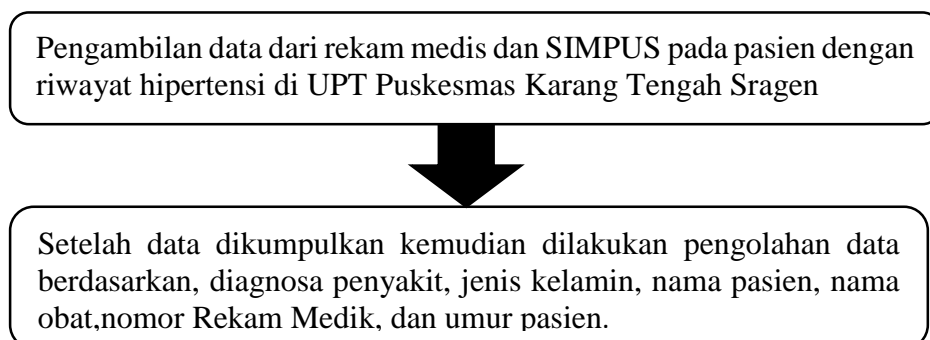 Pengambilan data dari rekam medis dan SIMPUS pada pasien dengan
riwayat hipertensi di UPT Puskesmas Karang Tengah Sragen
Setelah data dikumpulkan kemudian dilakukan pengolahan data
berdasarkan, diagnosa penyakit, jenis kelamin, nama pasien, nama
obat,nomor Rekam Medik, dan umur pasien.